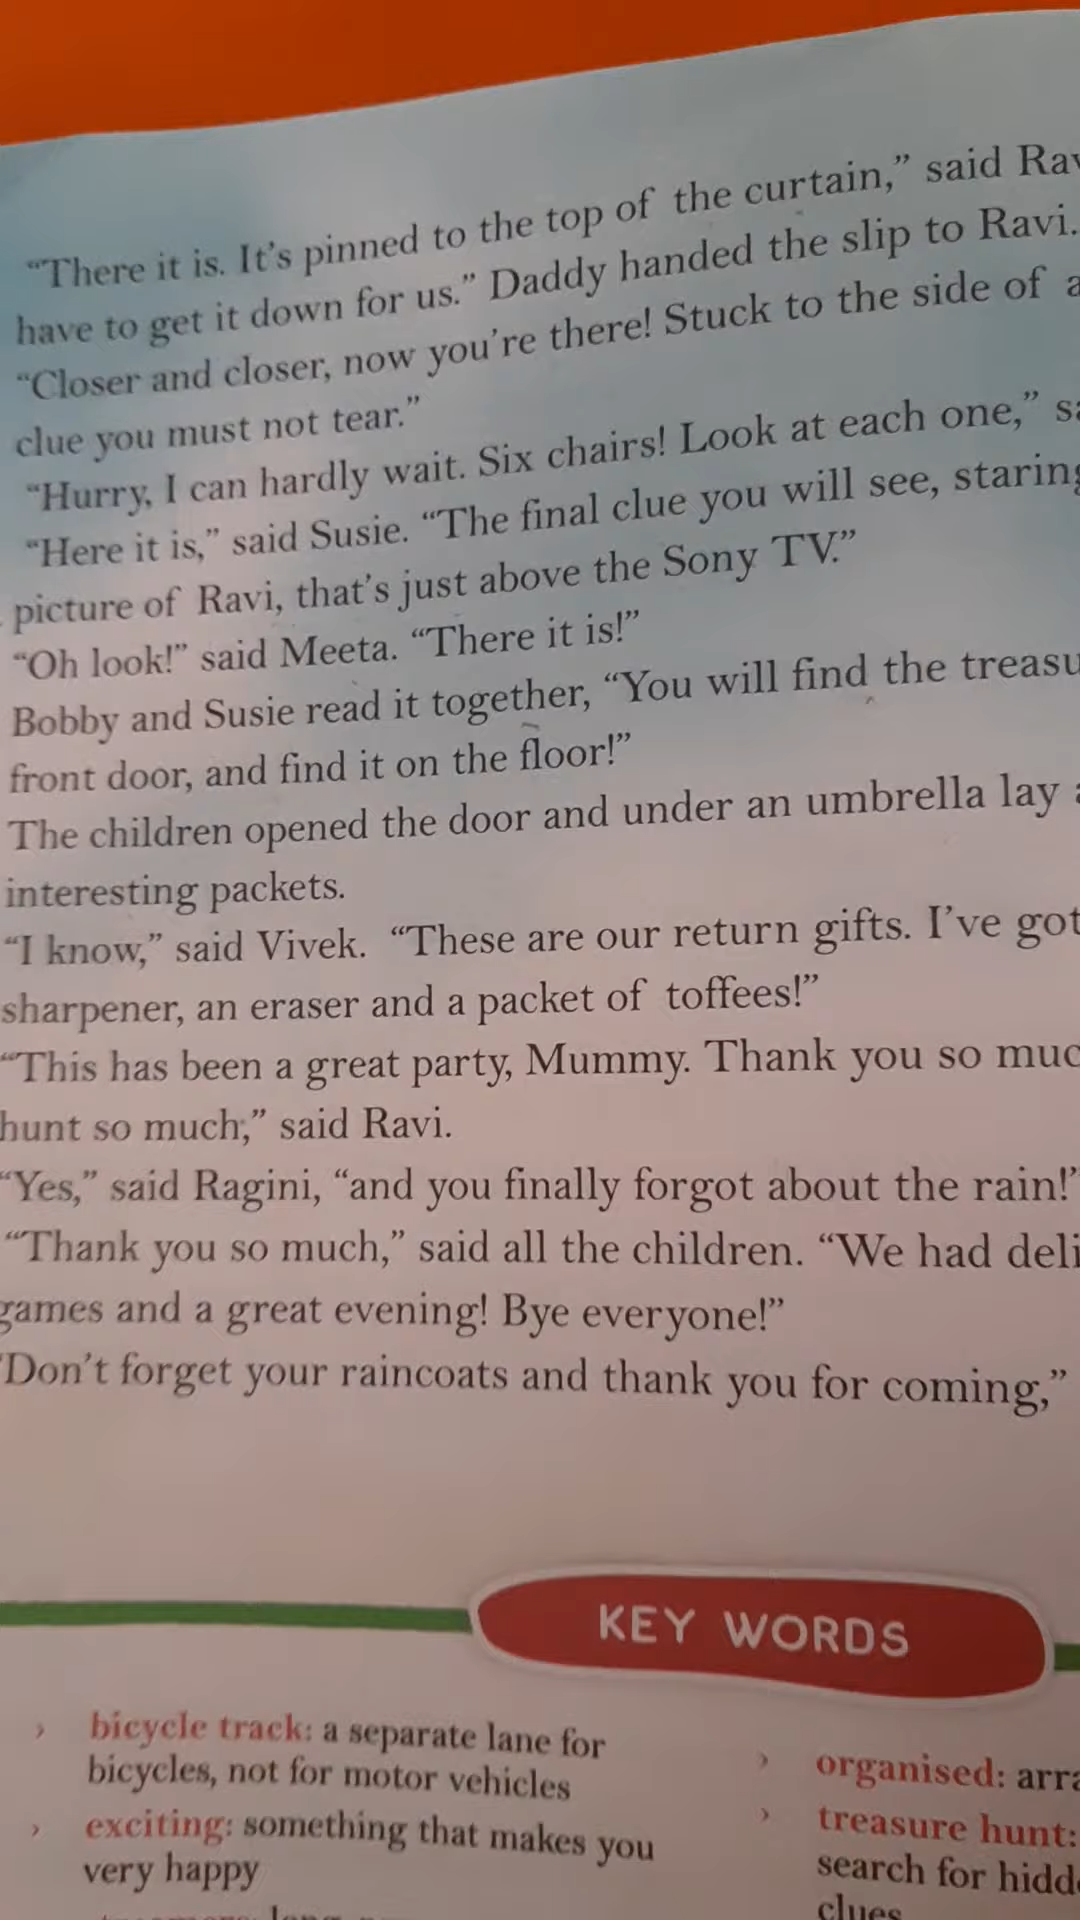 “There it is. It’s pinned to the top of the curtain,” said
have to get it down for us.” Daddy handed the slip to Ravi.
“Closer and closer, now you’re there! Stuck to the side of
clue you must not tear.”
“Hurry, I can hardly wait. Six chairs! Look at each one,”
“Here it is,” said Susie. “The final clue you will see, staring
picture of Ravi, that’s just above the Sony TV.”
“Oh look!” said Meeta. “There it is!”
Bobby and Susie read it together, “You will find the
front door, and find it on the floor!”
The children opened the door and under an umbrella lay
interesting packets.
“I know,” said Vivek. “These are our return gifts. I’ve got
sharpener, an eraser and a packet of toffees!”
“This has been a great party, Mummy. Thank you so
hunt so much,” said Ravi.
“Yes,” said Ragini, “and you finally forgot about the rain!”
“Thank you so much,” said all the children. “We had
games and a great evening! Bye everyone!”
“Don’t forget your raincoats and thank you for coming,”
KEY WORDS
› bicycle track: a separate lane for
bicycles, not for motor vehicles
› exciting: something that makes you
very happy
› organised:
› treasure hunt:
search for
clues